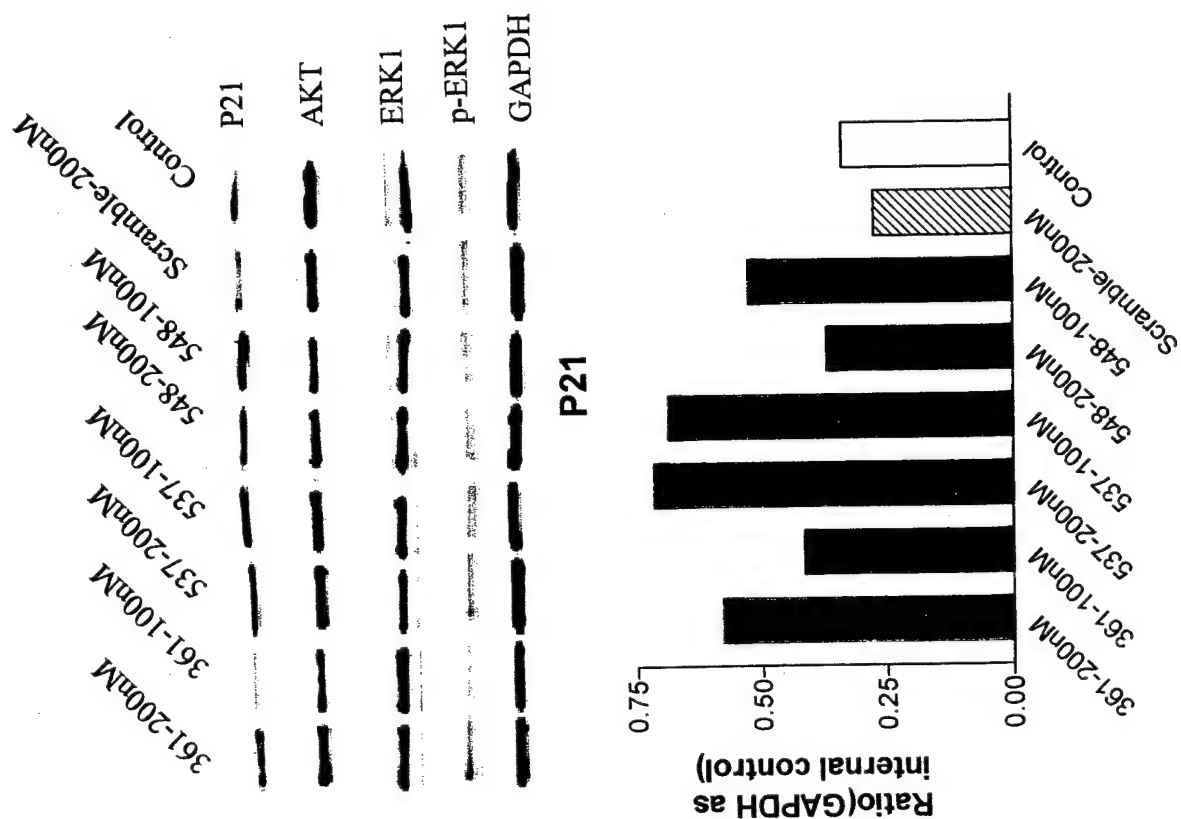 361-200nM
361-100nM
537-200nM
537-100nM
548-200nM
548-100nM
Scramble-200nM
Control
P21
AKT
ERK1
p-ERK1
GAPDH
P21
Ratio(GAPDH as
internal control)
0.75
0.50
0.25
0.00
361-200nM
361-100nM
537-200nM
537-100nM
548-200nM
548-100nM
Scramble-200nM
Control